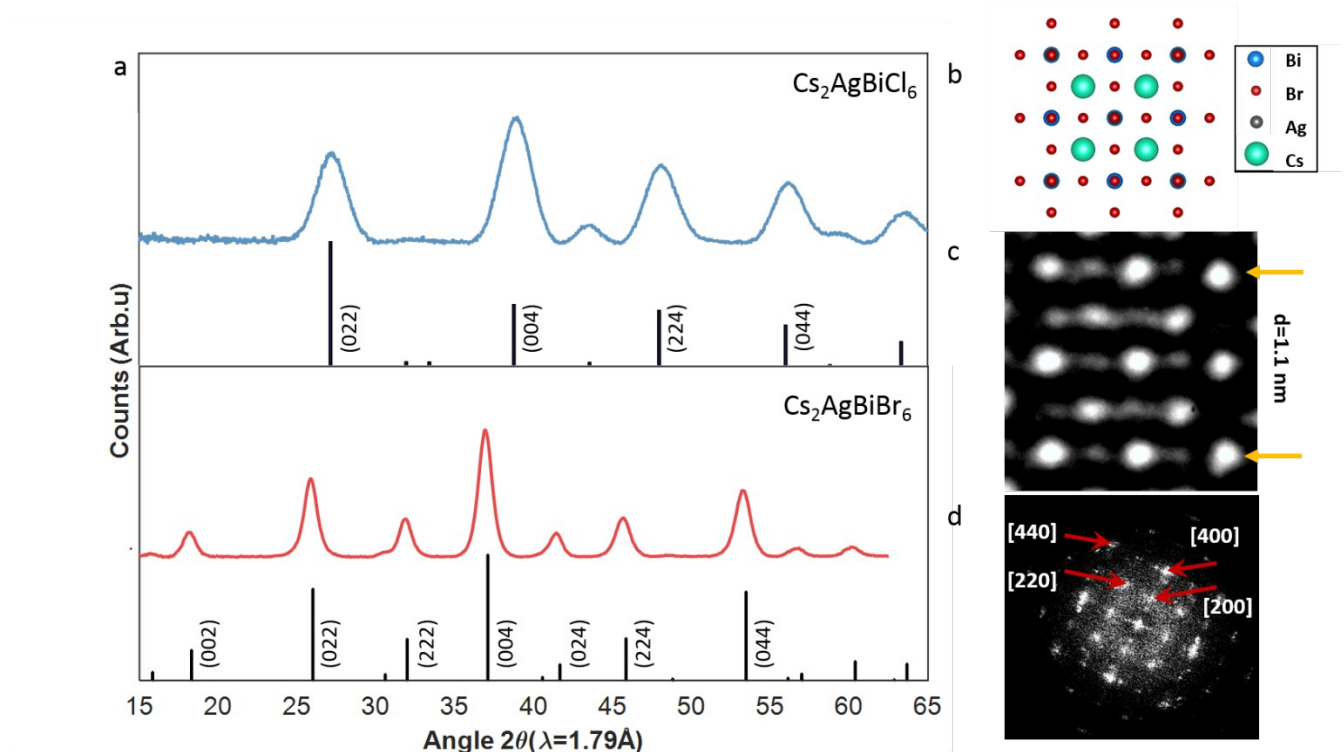 a
Cs₂AgBiCl₆
(022)
(004)
(224)
(044)
Counts (Arb.u)
Cs₂AgBiBr₆
(002)
(022)
(222)
(004)
(024)
(224)
(044)
15 20 25 30 35 40 45 50 55 60 65
Angle 2θ(λ=1.79Å)
b
Bi
Br
Ag
Cs
c
d=1.1 nm
d
[440]
[400]
[220]
[200]